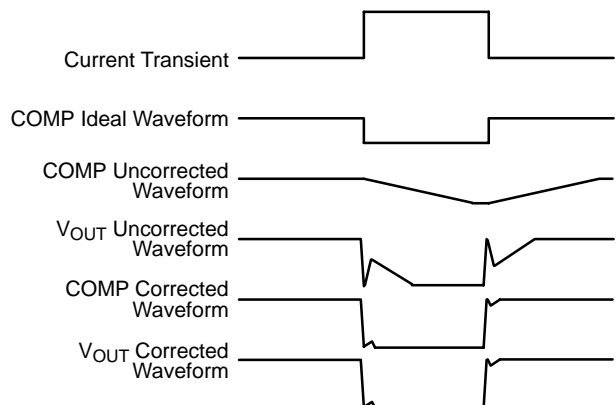 Current Transient
COMP Ideal Waveform
COMP Uncorrected
Waveform
VOUT Uncorrected
Waveform
COMP Corrected
Waveform
VOUT Corrected
Waveform